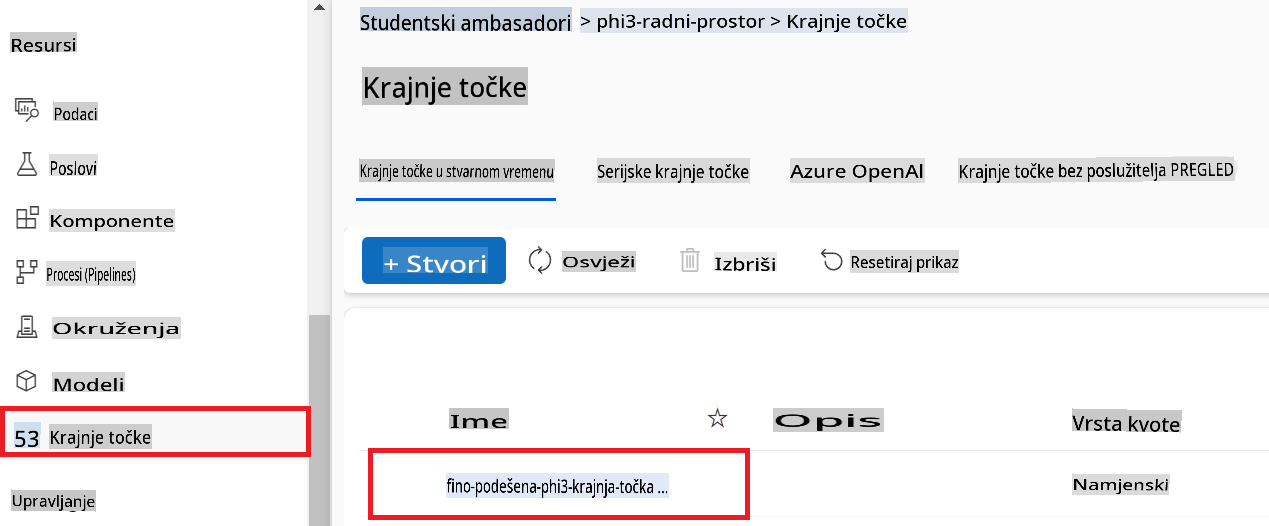 Resursi
Podaci
Poslovi
Komponente
Procesi (Pipelines)
Okruženja
Modeli
53 Krajnje točke
Upravljanje
Studentski ambasadori > phi3-radni-prostor > Krajnje točke
Krajnje točke
Krajnje točke u stvarnom vremenu Serijske krajnje točke Azure OpenAI Krajnje točke bez poslužitelja PREGLED
+ Stvori Osvježi Izbriši Resetiraj prikaz
Ime Opis Vrsta kvote
fino-podešena-phi3-krajnja-točka ... Namjenski